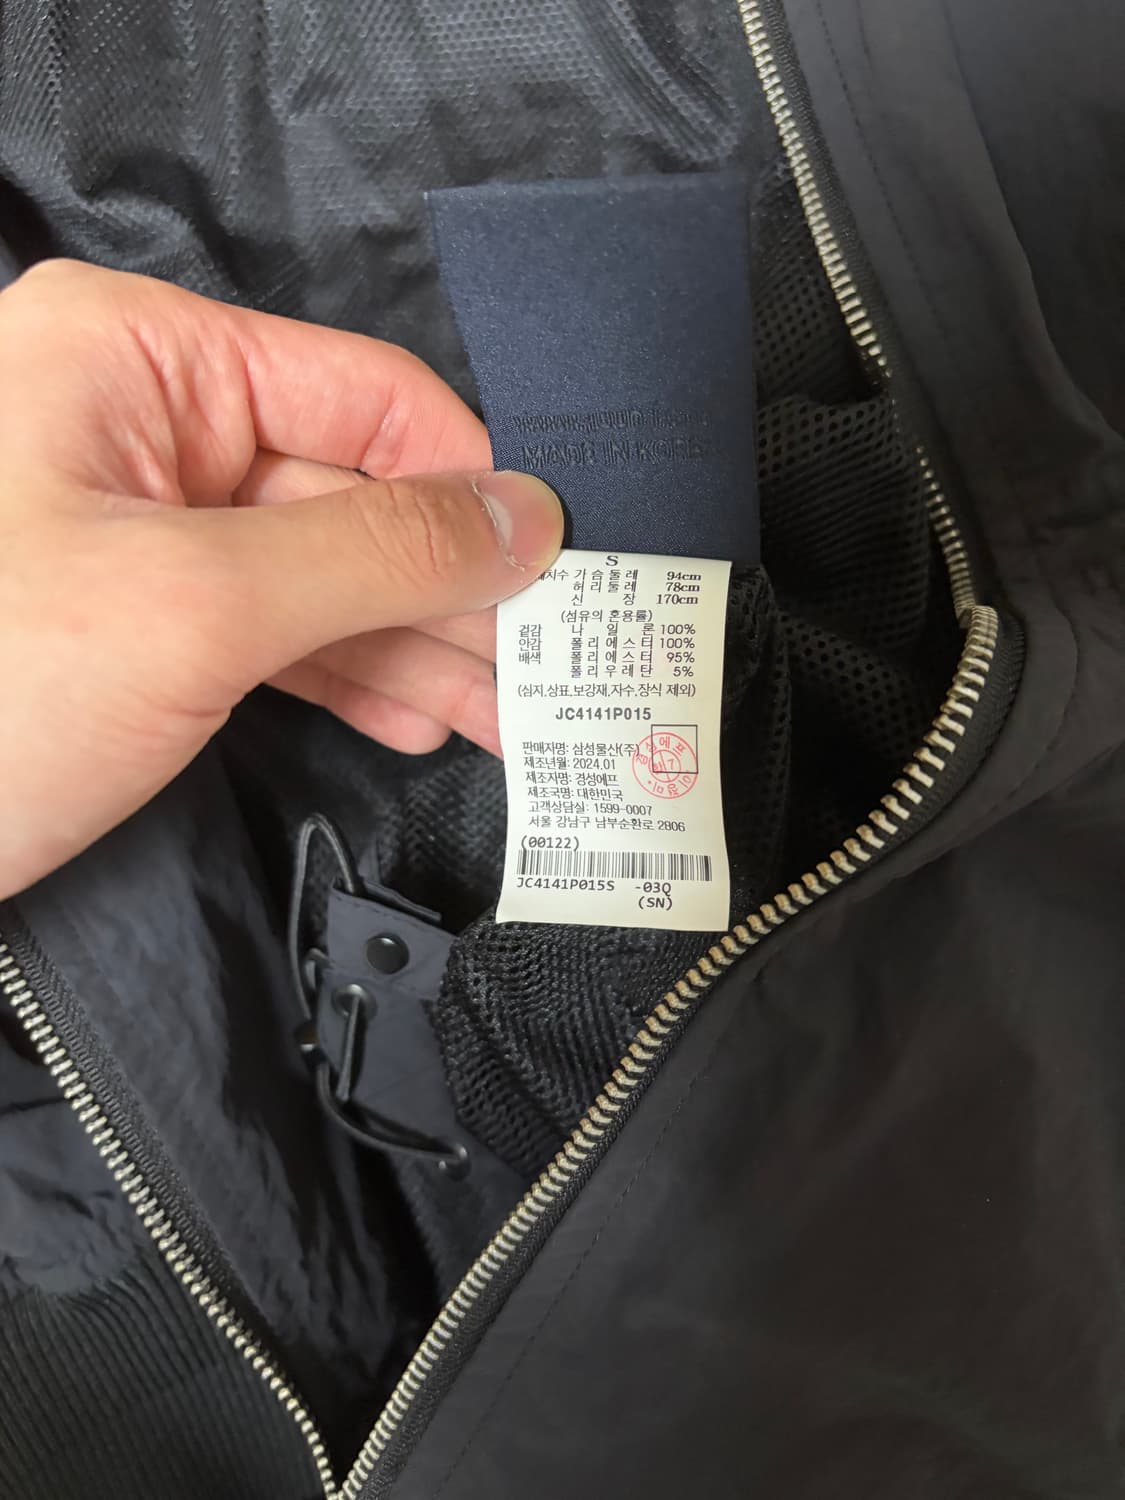 MADE IN KOREA
S
치수 가 슴 둘 레 94cm
허 리 둘 레 78cm
신 장 170cm
(섬유의 혼용률)
겉감 나 일 론 100%
안감 폴 리 에 스 터 100%
배색 폴 리 에 스 터 95%
폴 리 우 레 탄 5%
(심지,상표,보강재,자수,장식 제외)
JC4141P015
판매자명: 삼성물산(주)
제조년월: 2024.01
제조자명: 경성에프
제조국명: 대한민국
고객상담실: 1599-0007
서울 강남구 남부순환로 2806
(00122)
JC4141P015S -03Q
(SN)